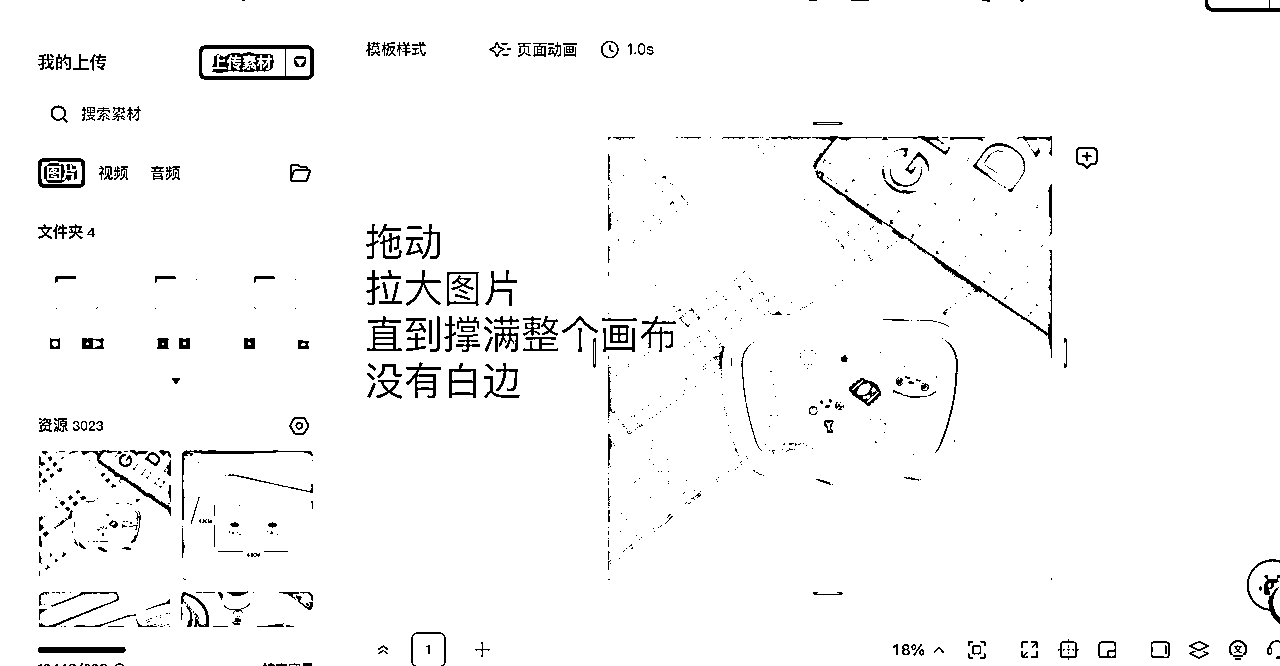 我的上传
上传素材
模板样式
页面动画
1.0s
搜索素材
图片
视频
音频
文件夹 4
拖动
拉大图片
直到撑满整个画布
没有白边
资源 3023
G
D
1
18%